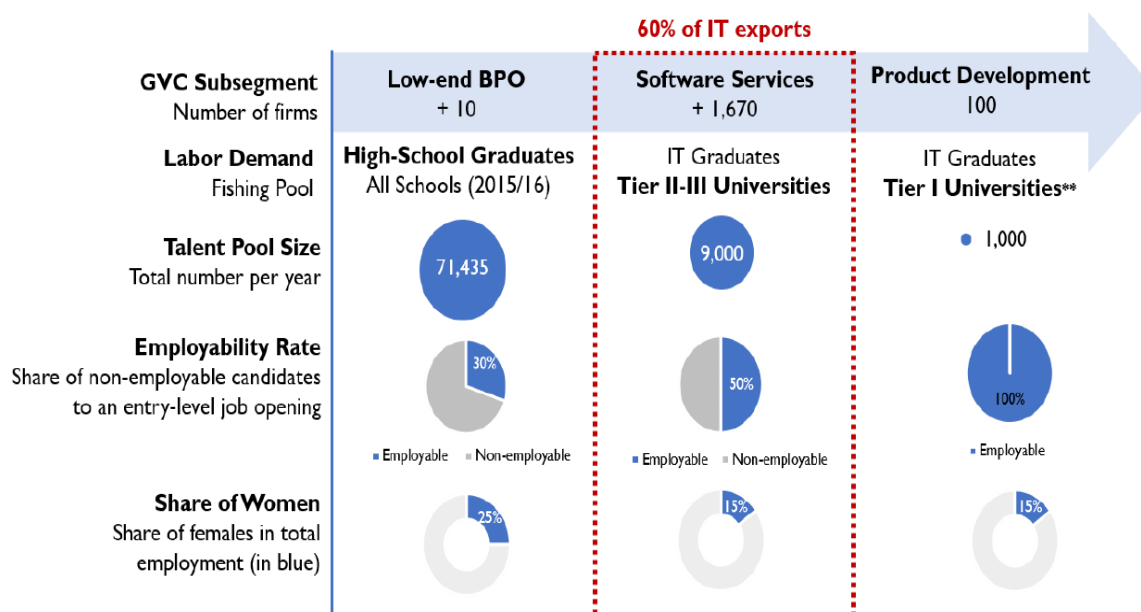 60% of IT exports
GVC Subsegment
Number of firms
Low-end BPO
+ 10
Software Services
+ 1,670
Product Development
100
Labor Demand
Fishing Pool
High-School Graduates
All Schools (2015/16)
IT Graduates
Tier II-III Universities
IT Graduates
Tier I Universities**
Talent Pool Size
Total number per year
71,435
9,000
1,000
Employability Rate
Share of non-employable candidates
to an entry-level job opening
30%
50%
100%
Employable Non-employable
Employable Non-employable
Employable
Share of Women
Share of females in total
employment (in blue)
25%
15%
15%